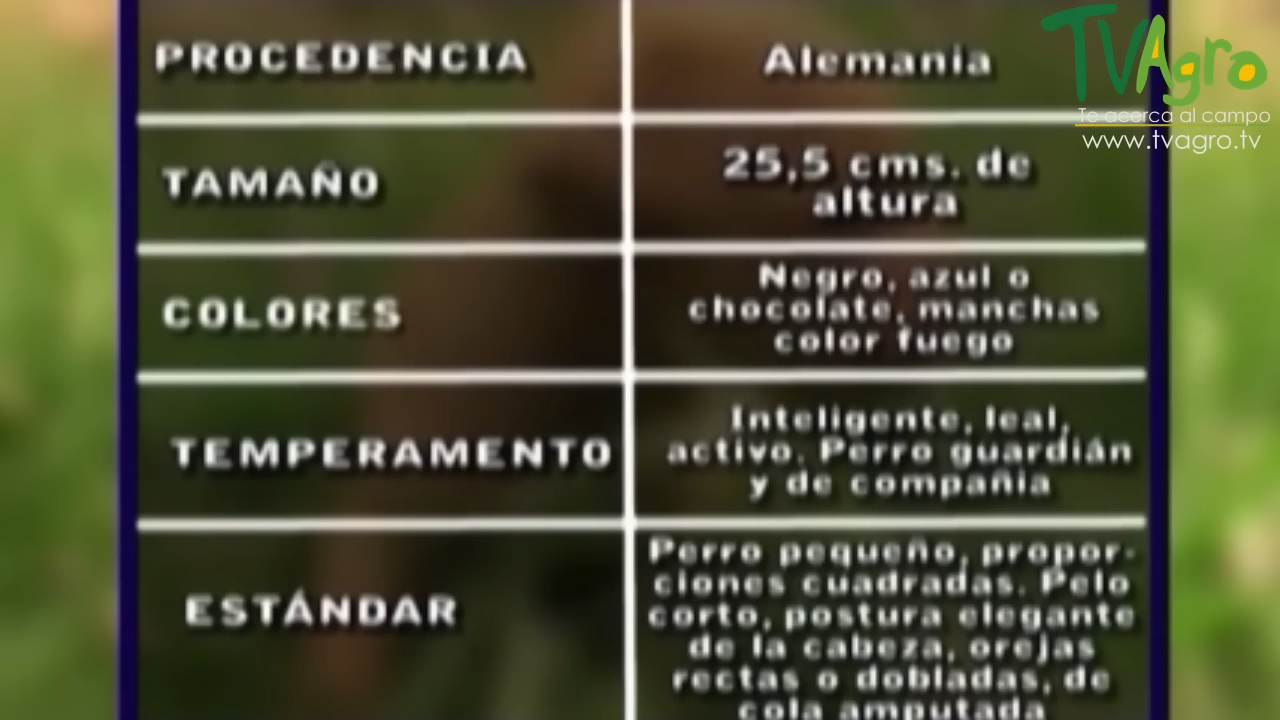 PROCEDENCIA
Alemania
TAMAÑO
25,5 cms. de
altura
COLORES
Negro, azul o
chocolate, manchas
color fuego
TEMPERAMENTO
Inteligente, leal,
activo. Perro guardián
y de compañia
ESTÁNDAR
Perro pequeño, propor-
ciones cuadradas. Pelo
corto, postura elegante
de la cabeza, orejas
rectas o dobladas, de
cola amputada
TVAgro
Te acerca al campo
www.tvagro.tv